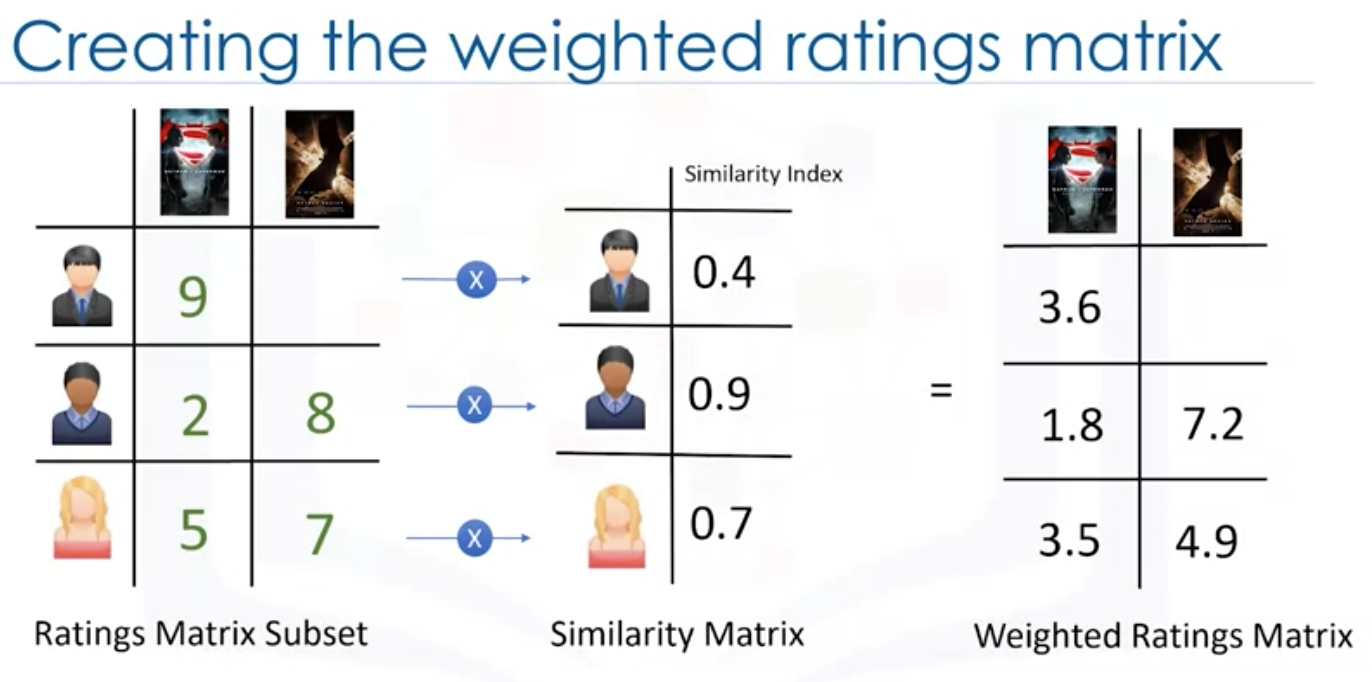 Creating the weighted ratings matrix
Similarity Index
9
X
0.4
3.6
2
8
X
0.9
=
1.8
7.2
5
7
X
0.7
3.5
4.9
Ratings Matrix Subset
Similarity Matrix
Weighted Ratings Matrix